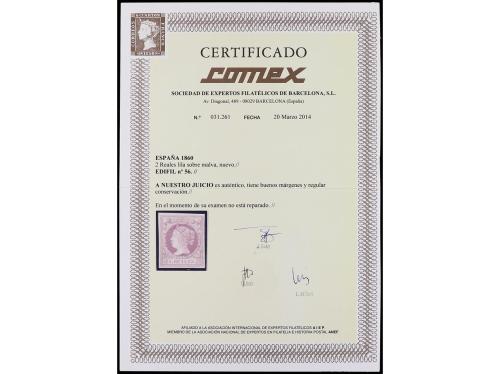 CERTIFICADO
comex
SOCIEDAD DE EXPERTOS FILATÉLICOS DE BARCELONA, S.L.
Av. Diagonal, 469 - 08029 BARCELONA (España)
N.º 031.261 FECHA 20 Marzo 2014
ESPAÑA 1860
2 Reales lila sobre malva, nuevo.//
EDIFIL nº 56. //
A NUESTRO JUICIO es auténtico, tiene buenos márgenes y regular
conservación.//
En el momento de su examen no está reparado. //
AFILIADO A LA ASOCIACIÓN INTERNACIONAL DE EXPERTOS FILATÉLICOS A I E P.
MIEMBRO DE LA ASOCIACIÓN NACIONAL DE EXPERTOS EN FILATELIA E HISTORIA POSTAL ANEF